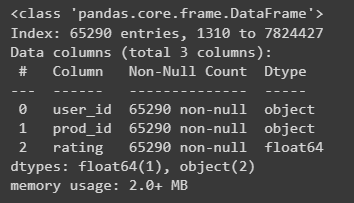 <class 'pandas.core.frame.DataFrame'>
Index: 65290 entries, 1310 to 7824427
Data columns (total 3 columns):
 #   Column   Non-Null Count  Dtype
---  ------   --------------  -----
 0   user_id  65290 non-null  object
 1   prod_id  65290 non-null  object
 2   rating   65290 non-null  float64
dtypes: float64(1), object(2)
memory usage: 2.0+ MB